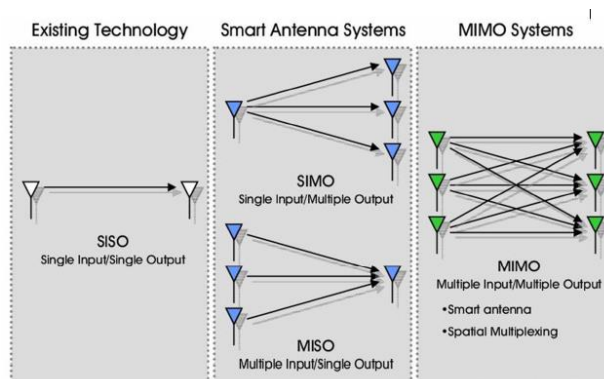 Existing Technology
SISO
Single Input/Single Output
Smart Antenna Systems
SIMO
Single Input/Multiple Output
MISO
Multiple Input/Single Output
MIMO Systems
MIMO
Multiple Input/Multiple Output
•Smart antenna
•Spatial Multiplexing